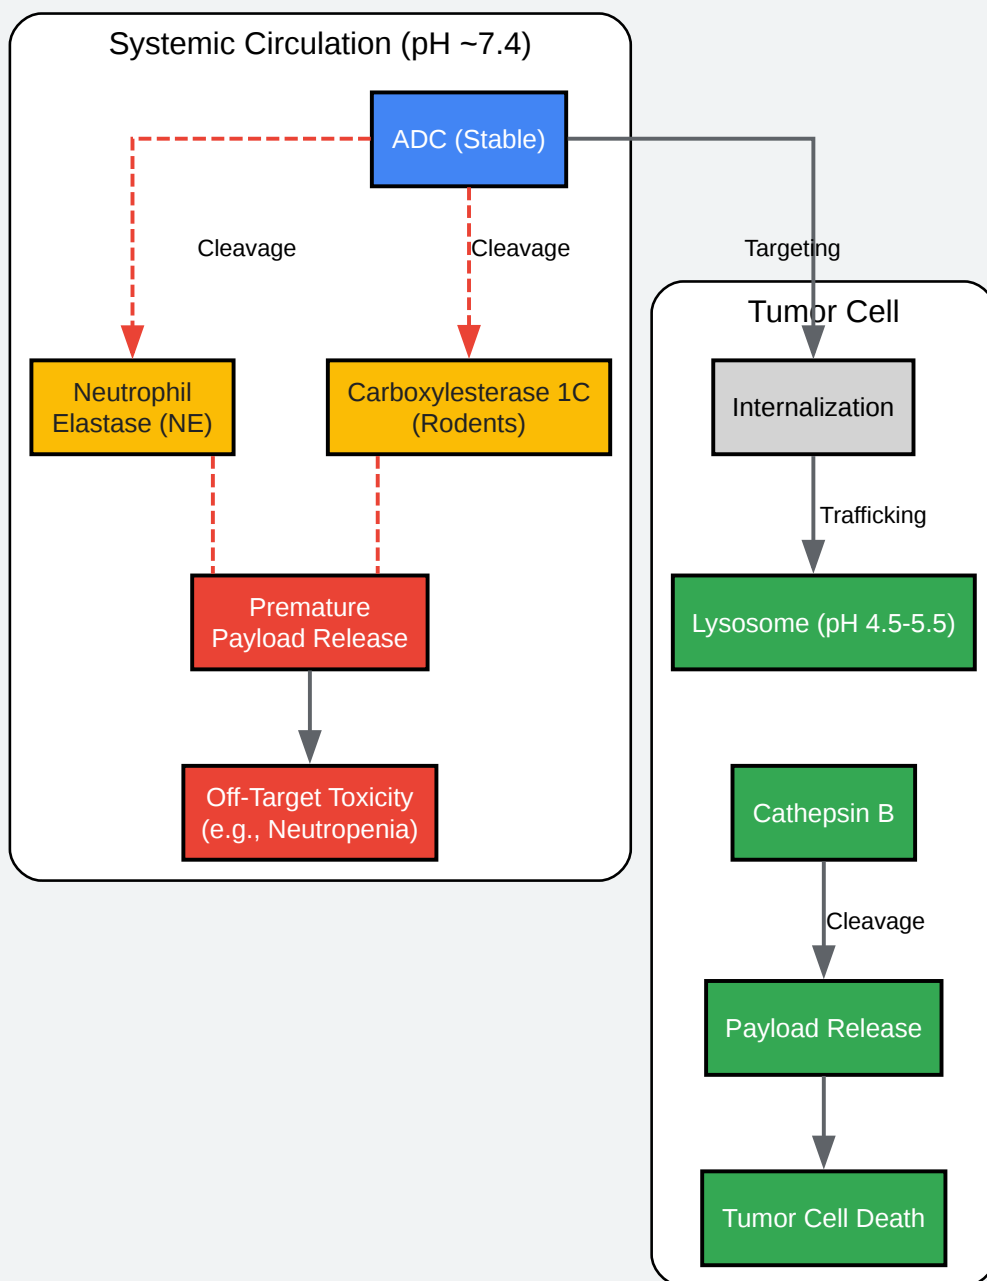 Systemic Circulation (pH ~7.4)
ADC (Stable)
Cleavage
Cleavage
Targeting
Tumor Cell
Neutrophil
Elastase (NE)
Carboxylesterase 1C
(Rodents)
Internalization
Trafficking
Premature
Payload Release
Lysosome (pH 4.5-5.5)
Off-Target Toxicity
(e.g., Neutropenia)
Cathepsin B
Cleavage
Payload Release
Tumor Cell Death